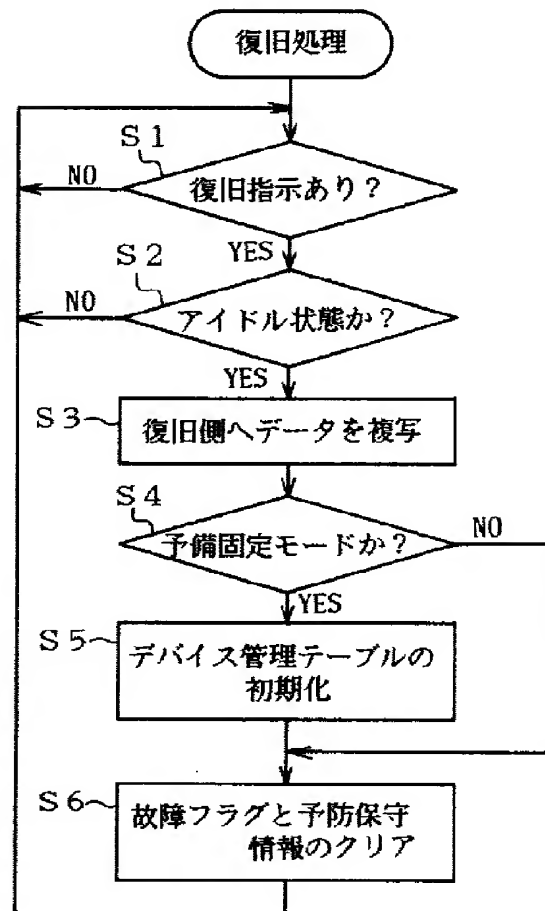 復旧処理
S1
復旧指示あり？
NO
YES
S2
アイドル状態か？
NO
YES
S3
復旧側へデータを複写
S4
予備固定モードか？
NO
YES
S5
デバイス管理テーブルの
初期化
S6
故障フラグと予防保守
情報のクリア